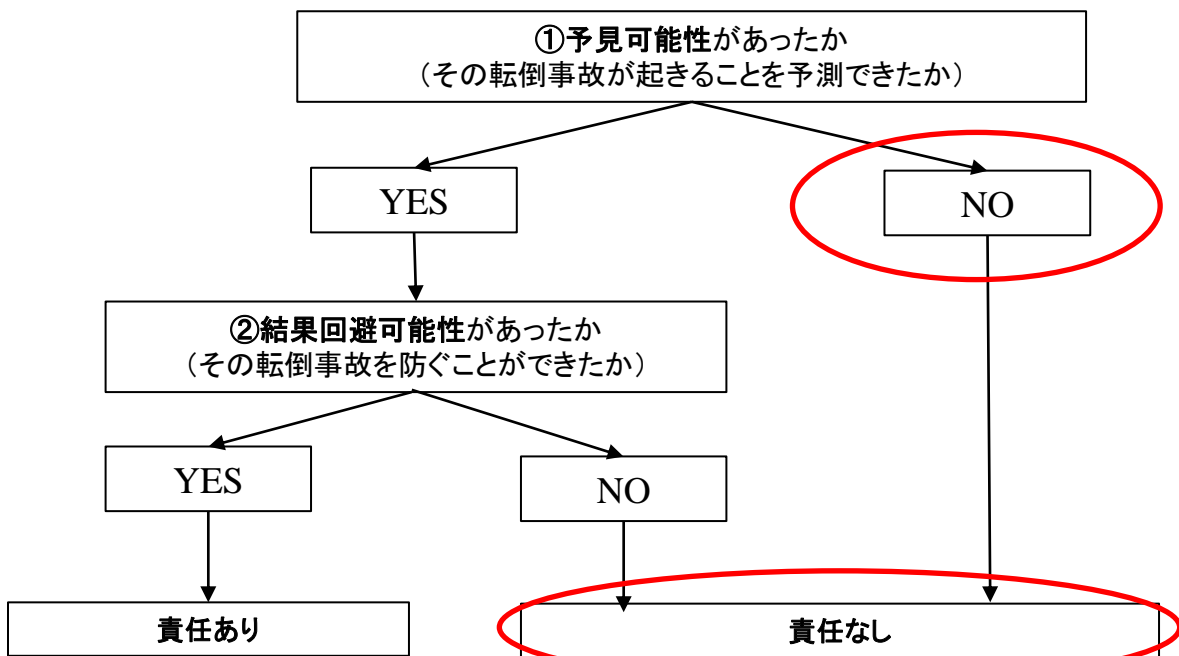 ①予見可能性があったか
(その転倒事故が起きることを予測できたか)
YES
NO
②結果回避可能性があったか
(その転倒事故を防ぐことができたか)
YES
NO
責任あり
責任なし